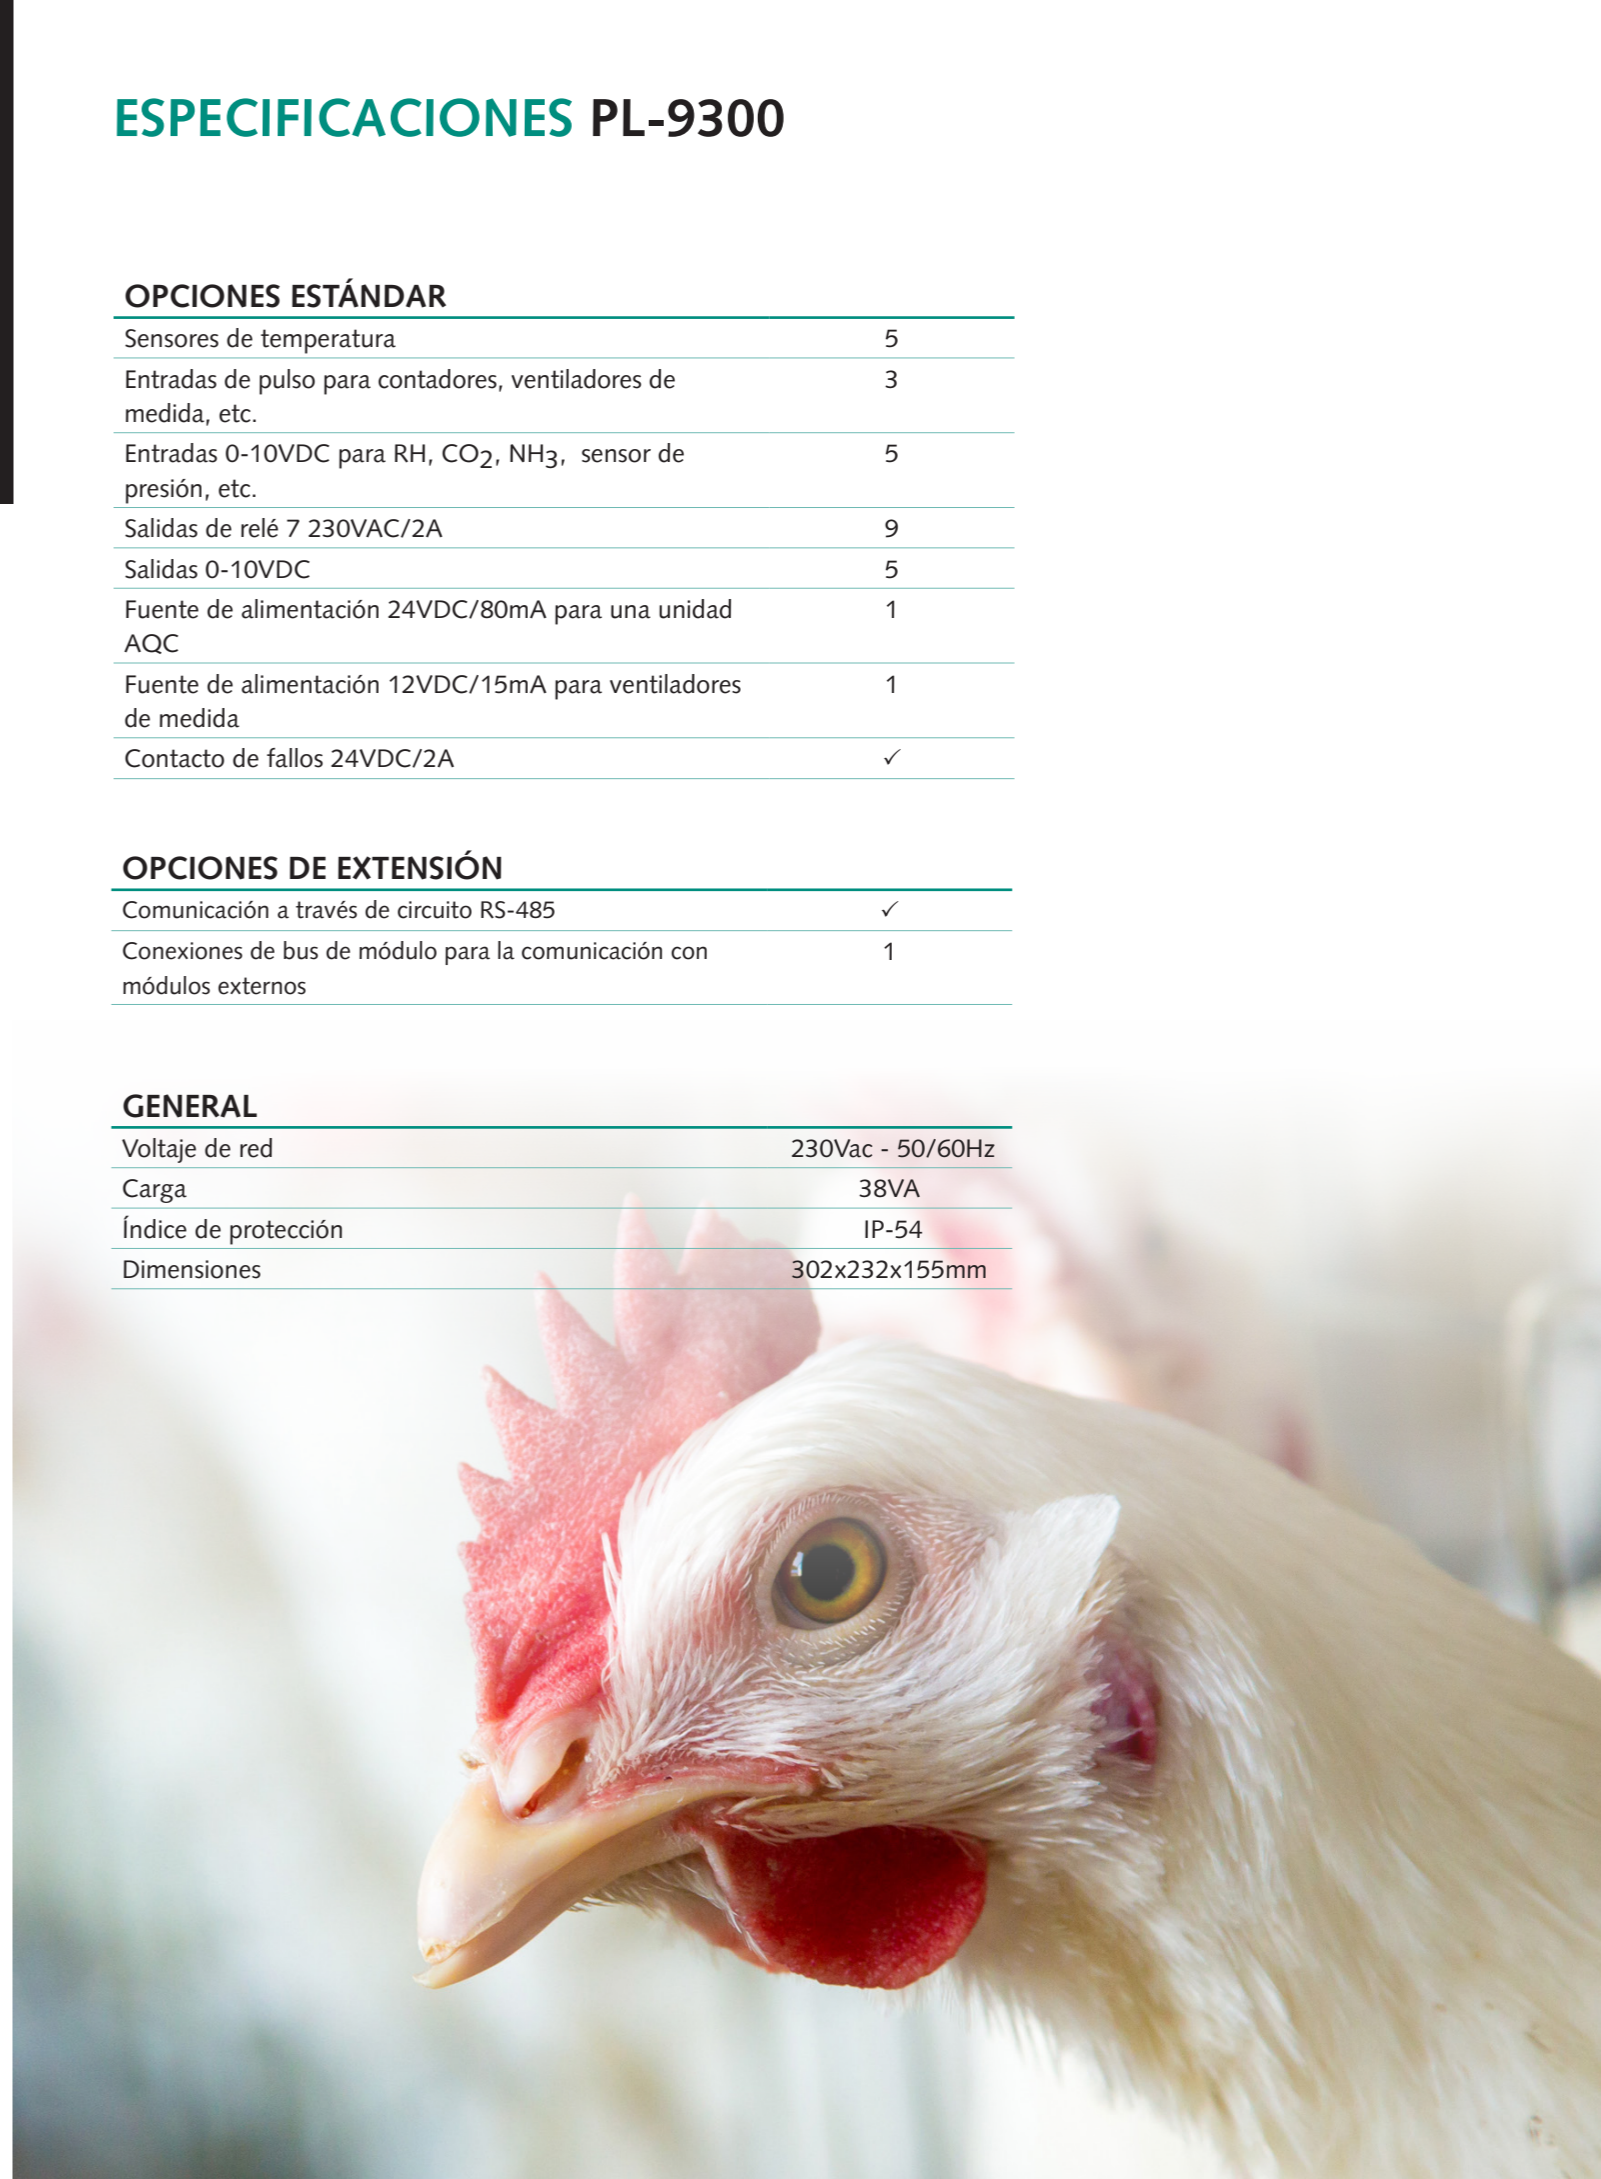 ESPECIFICACIONES PL-9300
OPCIONES ESTÁNDAR
Sensores de temperatura 5
Entradas de pulso para contadores, ventiladores de 3
medida, etc.
Entradas 0-10VDC para RH, CO2, NH3, sensor de 5
presión, etc.
Salidas de relé 7 230VAC/2A 9
Salidas 0-10VDC 5
Fuente de alimentación 24VDC/80mA para una unidad 1
AQC
Fuente de alimentación 12VDC/15mA para ventiladores 1
de medida
Contacto de fallos 24VDC/2A ✓
OPCIONES DE EXTENSIÓN
Comunicación a través de circuito RS-485 ✓
Conexiones de bus de módulo para la comunicación con 1
módulos externos
GENERAL
Voltaje de red 230Vac - 50/60Hz
Carga 38VA
Índice de protección IP-54
Dimensiones 302x232x155mm